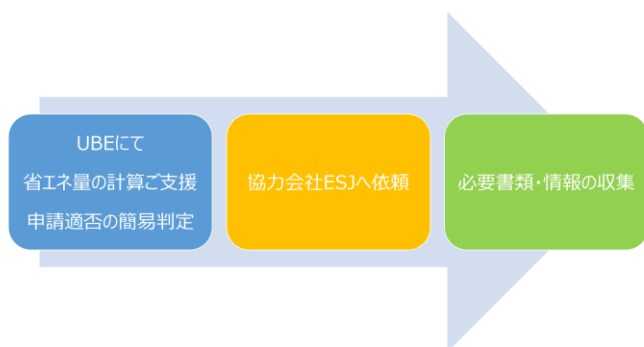 UBEにて
省エネ量の計算ご支援
申請適否の簡易判定
協力会社ESJへ依頼
必要書類・情報の収集